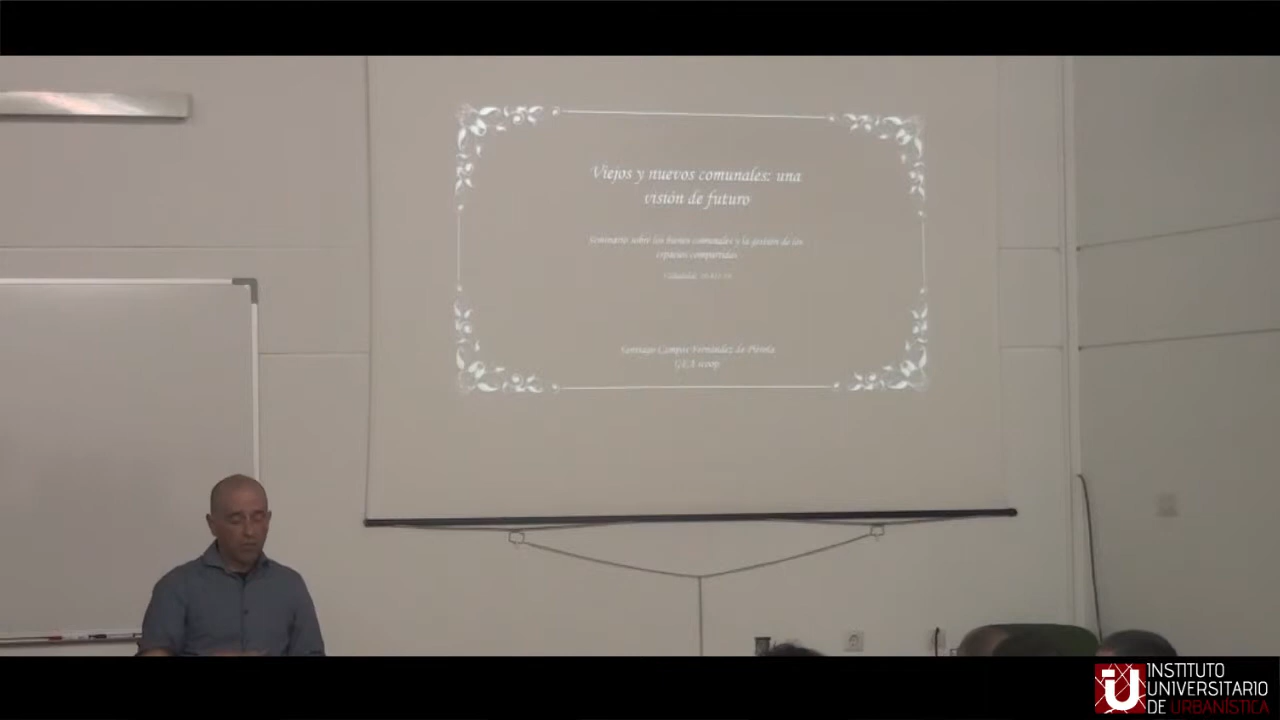 Viejos y nuevos comunales: una
visión de futuro
Seminario sobre los bienes comunales y la gestión de los
espacios compartidos
Santiago Campos Fernández de Piérola
GEA scoop
INSTITUTO
UNIVERSITARIO
DE URBANÍSTICA